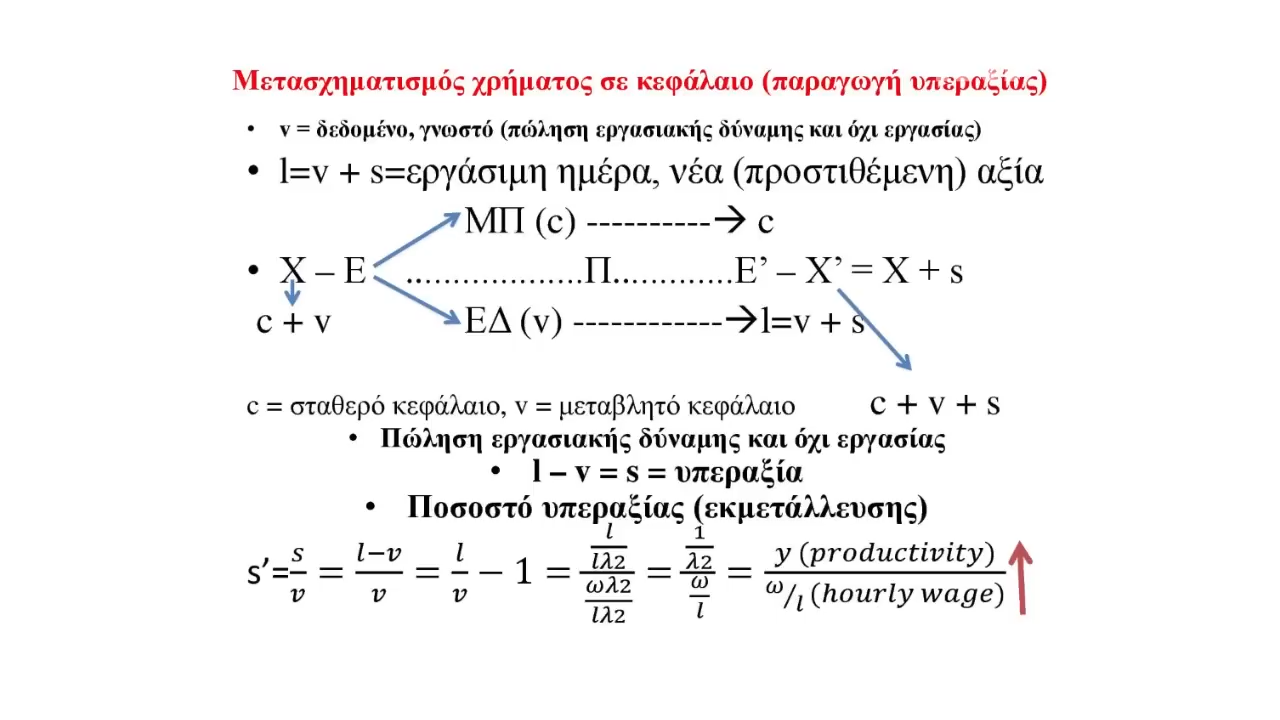 Μετασχηματισμός χρήματος σε κεφάλαιο (παραγωγή υπεραξίας)
• v = δεδομένο, γνωστό (πώληση εργασιακής δύναμης και όχι εργασίας)
• l=v + s=εργάσιμη ημέρα, νέα (προστιθέμενη) αξία
ΜΠ (c) ----------→ c
• Χ – Ε ..………………Π..…………Ε’ – Χ’ = Χ + s
c + v ΕΔ (v) ------------→l=v + s
c = σταθερό κεφάλαιο, v = μεταβλητό κεφάλαιο c + v + s
• Πώληση εργασιακής δύναμης και όχι εργασίας
• l – v = s = υπεραξία
• Ποσοστό υπεραξίας (εκμετάλλευσης)
s’=s/v = (l−v)/v = l/v − 1 = (l/lλ2)/(ωλ2/lλ2) = (1/λ2)/(ω/l) = y (productivity)/(ω/l (hourly wage))